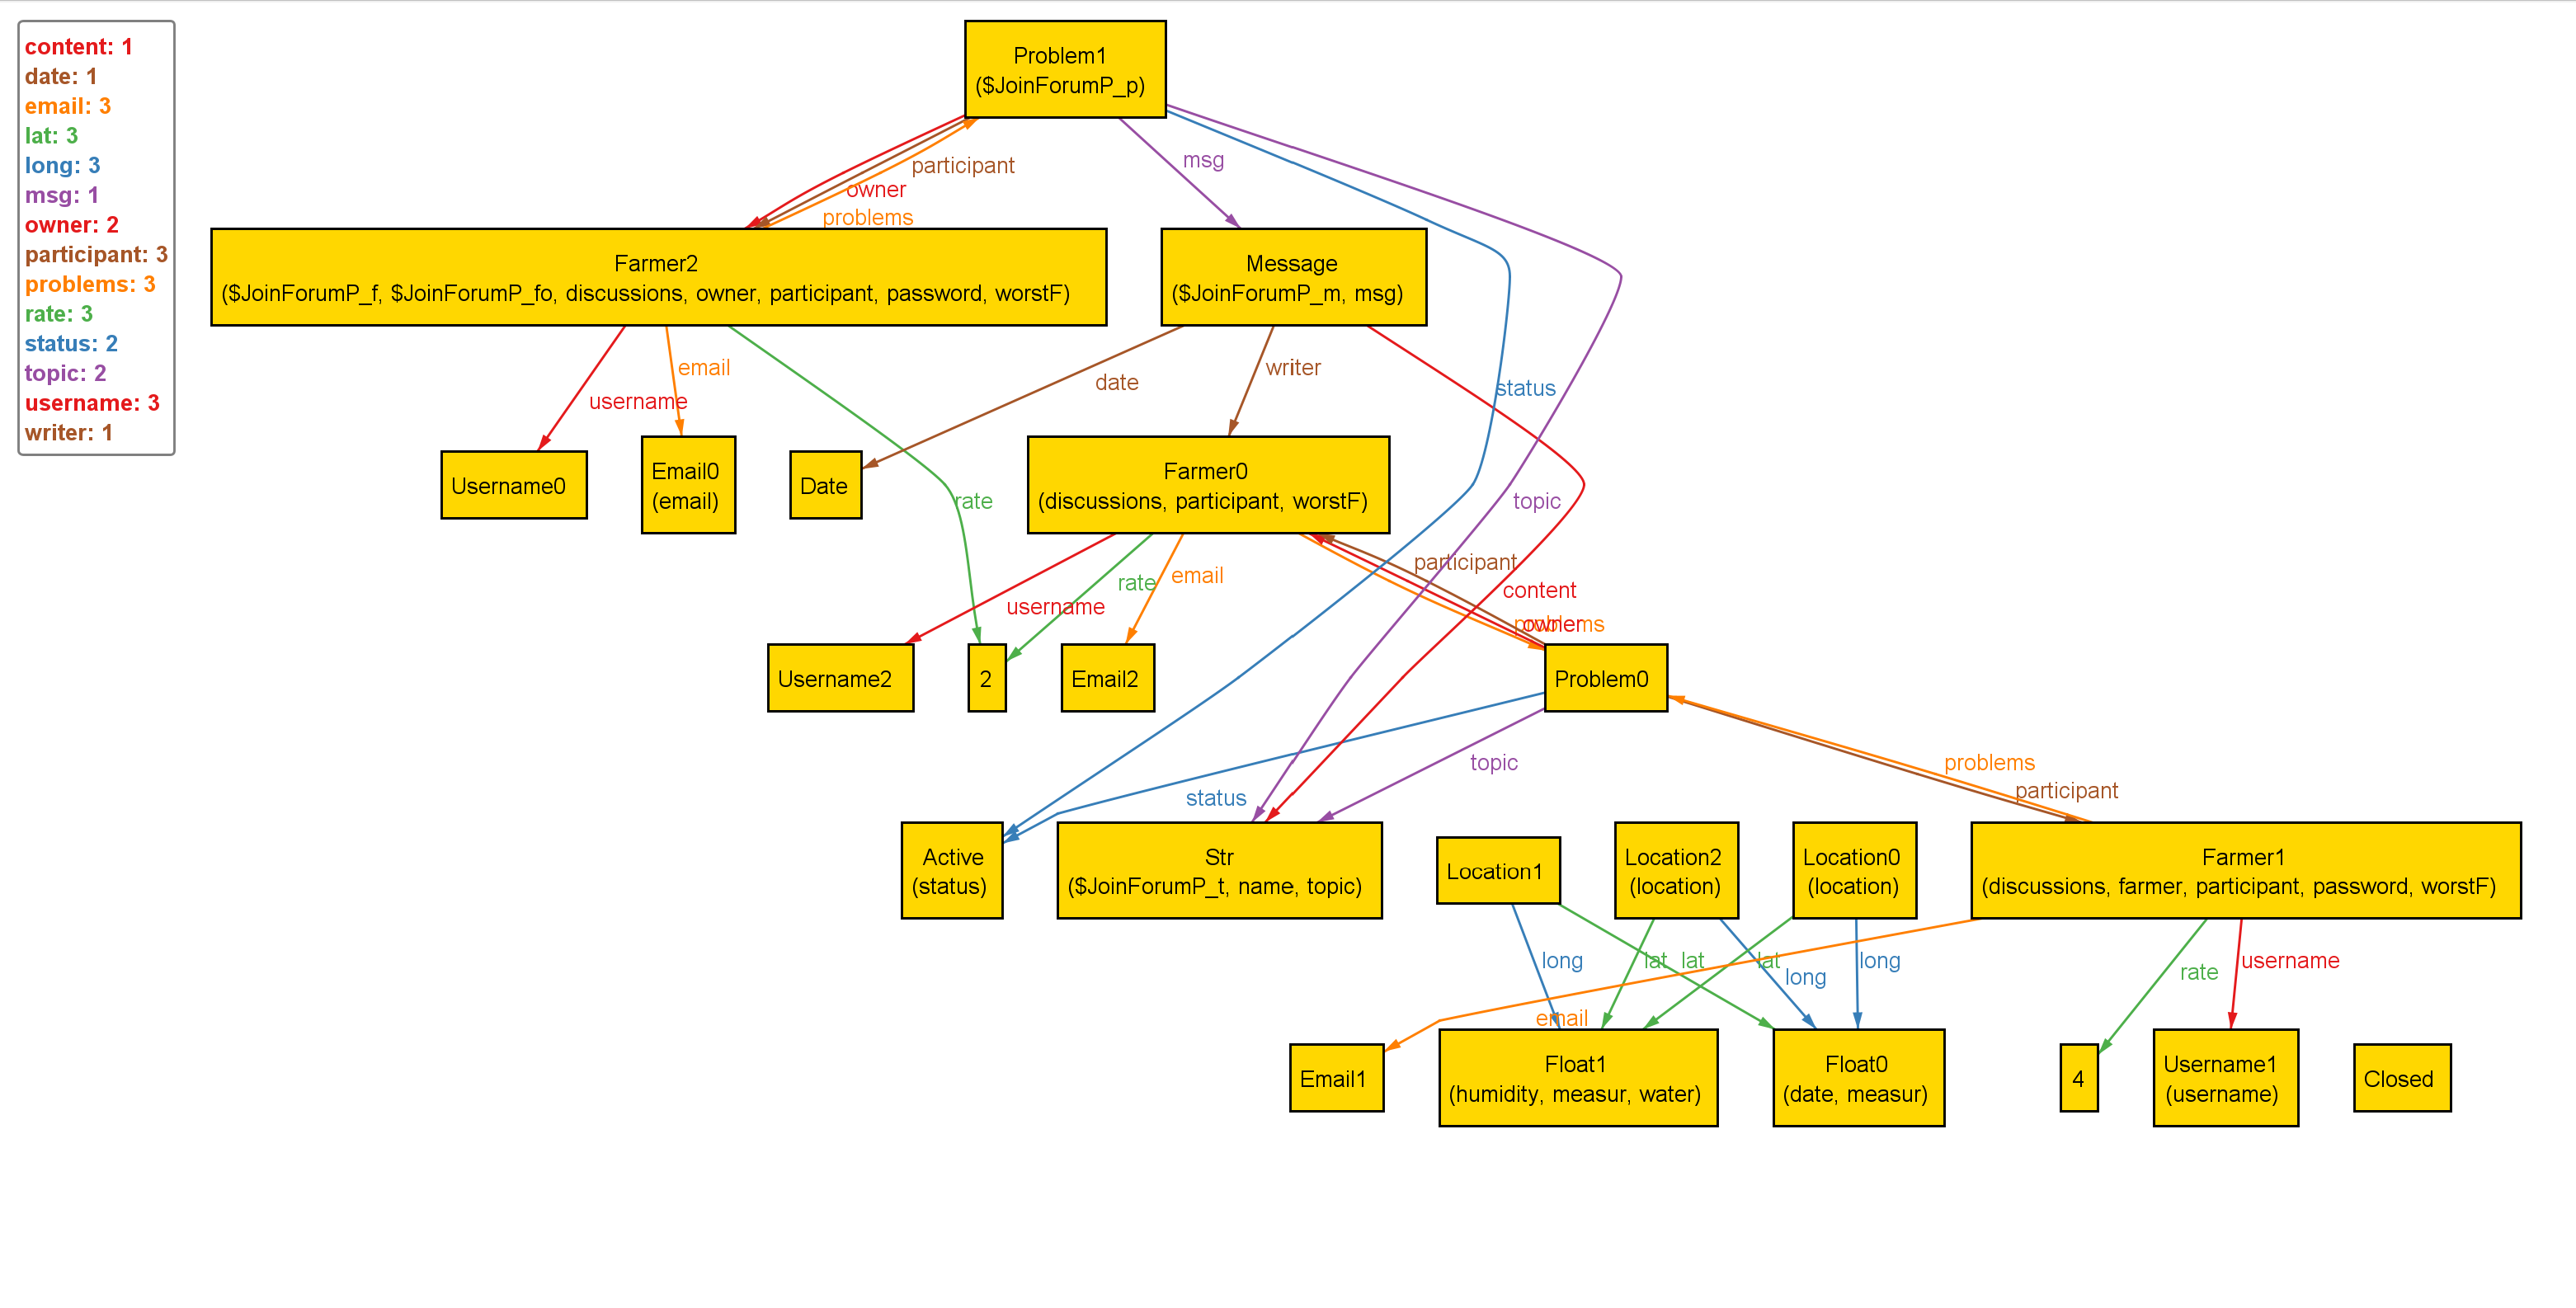 content: 1
date: 1
email: 3
lat: 3
long: 3
msg: 1
owner: 2
participant: 3
problems: 3
rate: 3
status: 2
topic: 2
username: 3
writer: 1
Problem1
($JoinForumP_p)
participant
msg
owner
problems
Farmer2
($JoinForumP_f, $JoinForumP_fo, discussions, owner, participant, password, worstF)
Message
($JoinForumP_m, msg)
email
writer
date
status
username
Username0
Email0
(email)
Date
Farmer0
(discussions, participant, worstF)
rate
topic
participant
rate
email
content
username
problems
owner
Username2
2
Email2
Problem0
topic
problems
participant
status
Active
(status)
Str
($JoinForumP_t, name, topic)
Location1
Location2
(location)
Location0
(location)
Farmer1
(discussions, farmer, participant, password, worstF)
long
lat
lat
lat
long
long
rate
username
email
Email1
Float1
(humidity, measur, water)
Float0
(date, measur)
4
Username1
(username)
Closed